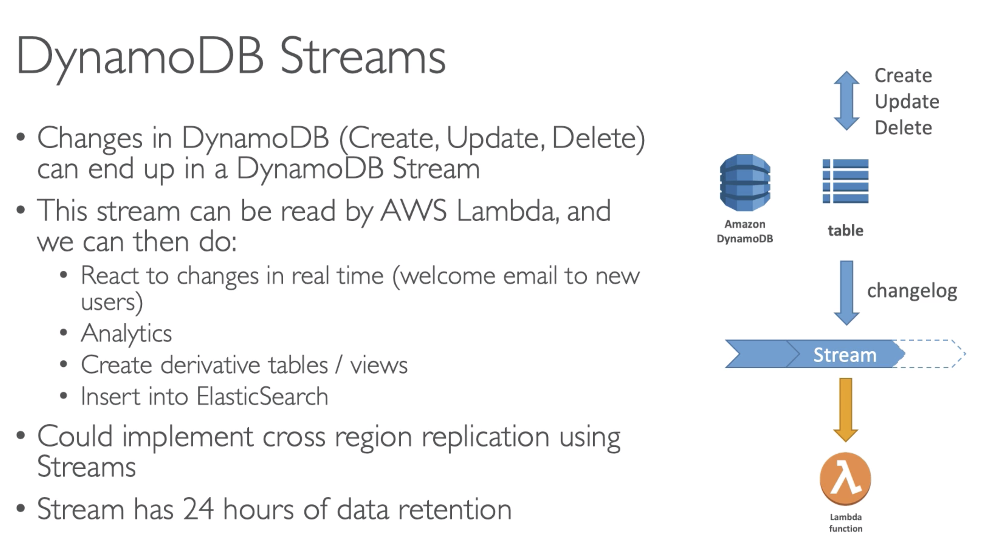 DynamoDB Streams
• Changes in DynamoDB (Create, Update, Delete)
can end up in a DynamoDB Stream
• This stream can be read by AWS Lambda, and
we can then do:
• React to changes in real time (welcome email to new
users)
• Analytics
• Create derivative tables / views
• Insert into ElasticSearch
• Could implement cross region replication using
Streams
• Stream has 24 hours of data retention
Create
Update
Delete
Amazon
DynamoDB
table
changelog
Stream
Lambda
function